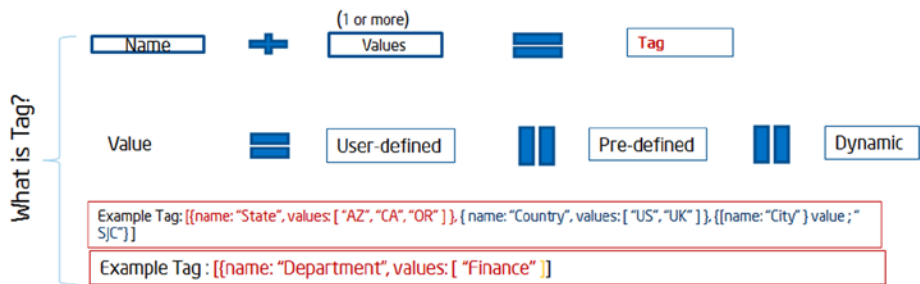 (1 or more)
Name
Values
Tag
What is Tag?
Value
User-defined
Pre-defined
Dynamic
Example Tag: [{name: “State”, values: [ “AZ”, “CA”, “OR” ] }, { name: “Country”, values: [ “US”, “UK” ] }, {[name: “City” } value ; “
SJC”} ]
Example Tag : [{name: “Department”, values: [ “Finance” ]]